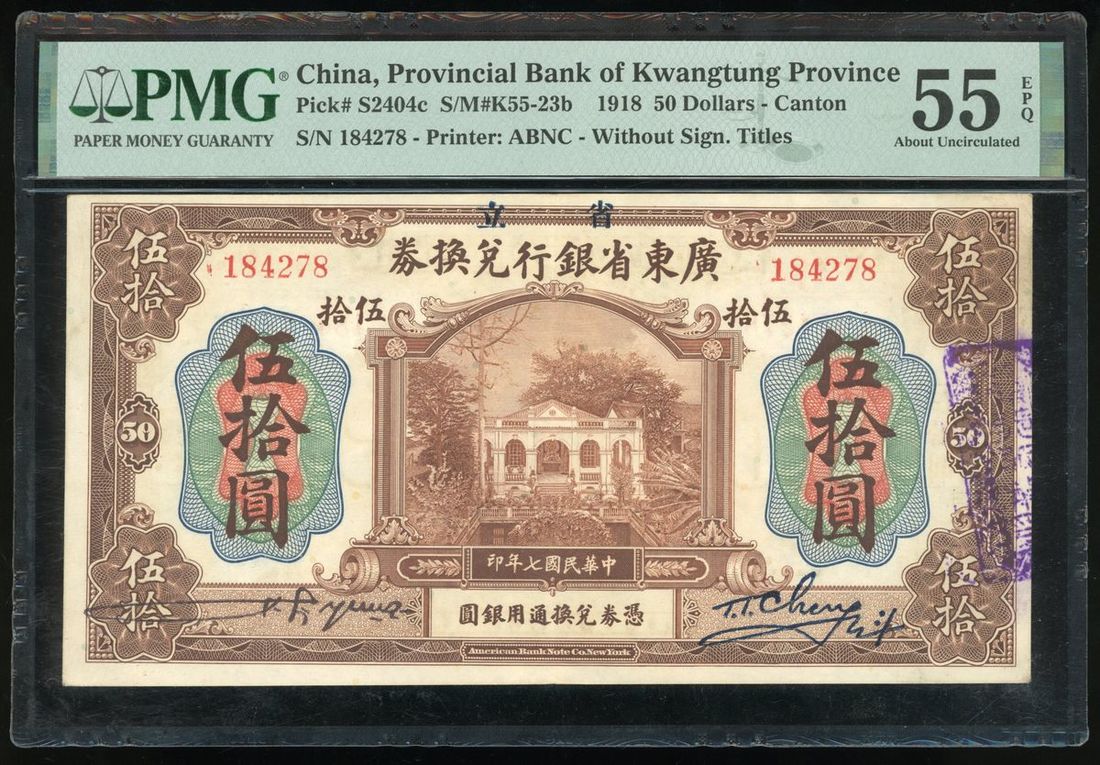 PMG®
PAPER MONEY GUARANTY
China, Provincial Bank of Kwangtung Province
Pick# S2404c S/M#K55-23b 1918 50 Dollars - Canton
S/N 184278 - Printer: ABNC - Without Sign. Titles
55
EPQ
About Uncirculated
立省
券換兌行銀省東廣
184278
184278
伍拾
伍拾
拾伍
拾伍
伍拾圓
伍拾圓
50
50
印年七國民華中
伍拾
伍拾
圓銀用通換兌券憑
T.T. Cheng
American Bank Note Co. New York